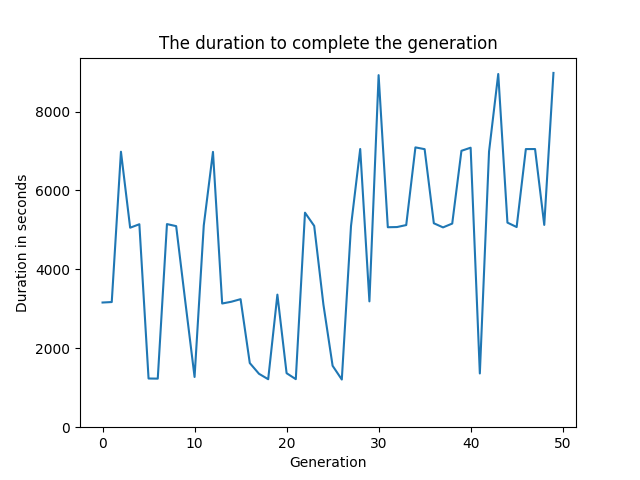 The duration to complete the generation
Duration in seconds
8000
6000
4000
2000
0
0 10 20 30 40 50
Generation